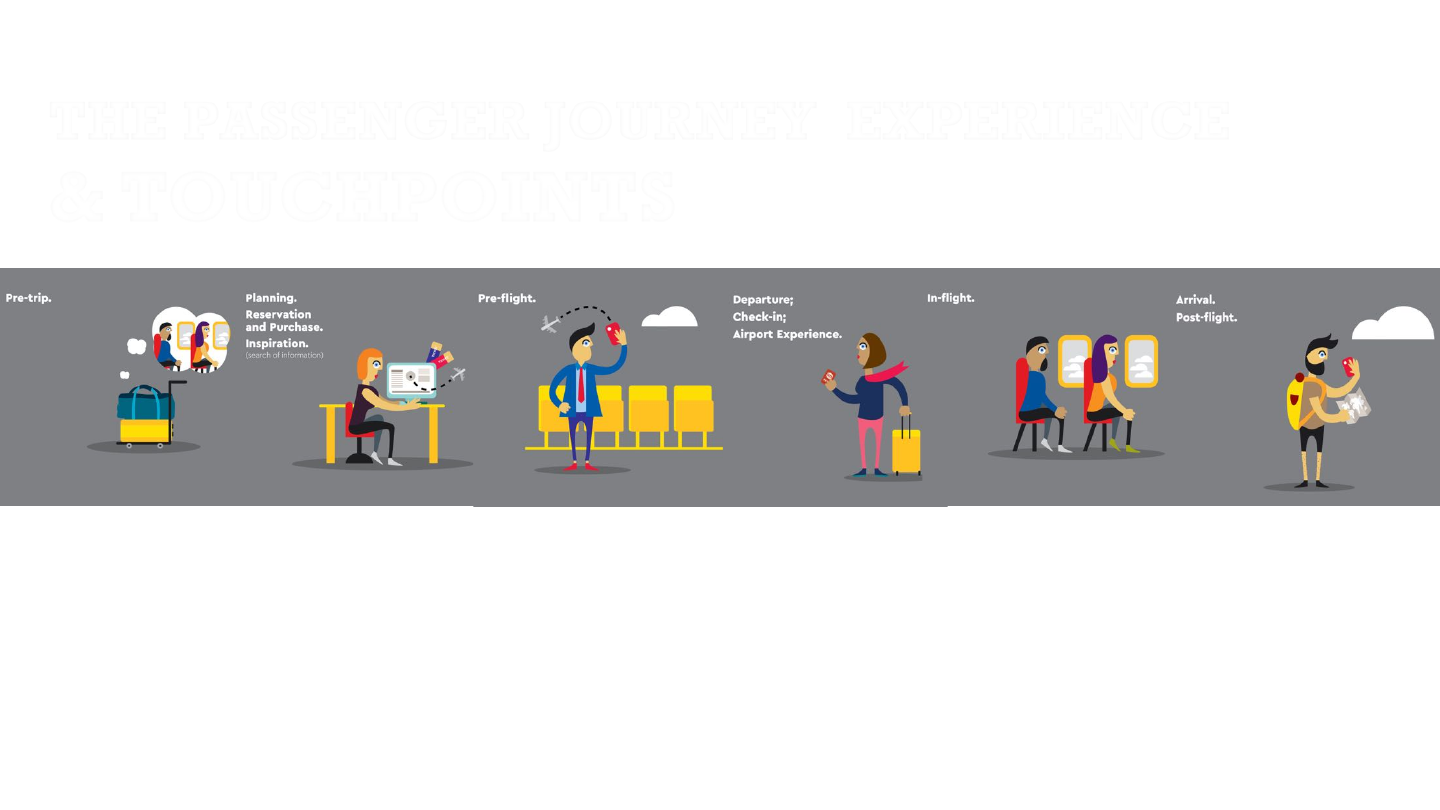 THE PASSENGER JOURNEY EXPERIENCE
& TOUCHPOINTS
Pre-trip.
Planning.
Reservation
and Purchase.
Inspiration.
(search of information)
Pre-flight.
Departure;
Check-in;
Airport Experience.
In-flight.
Arrival.
Post-flight.